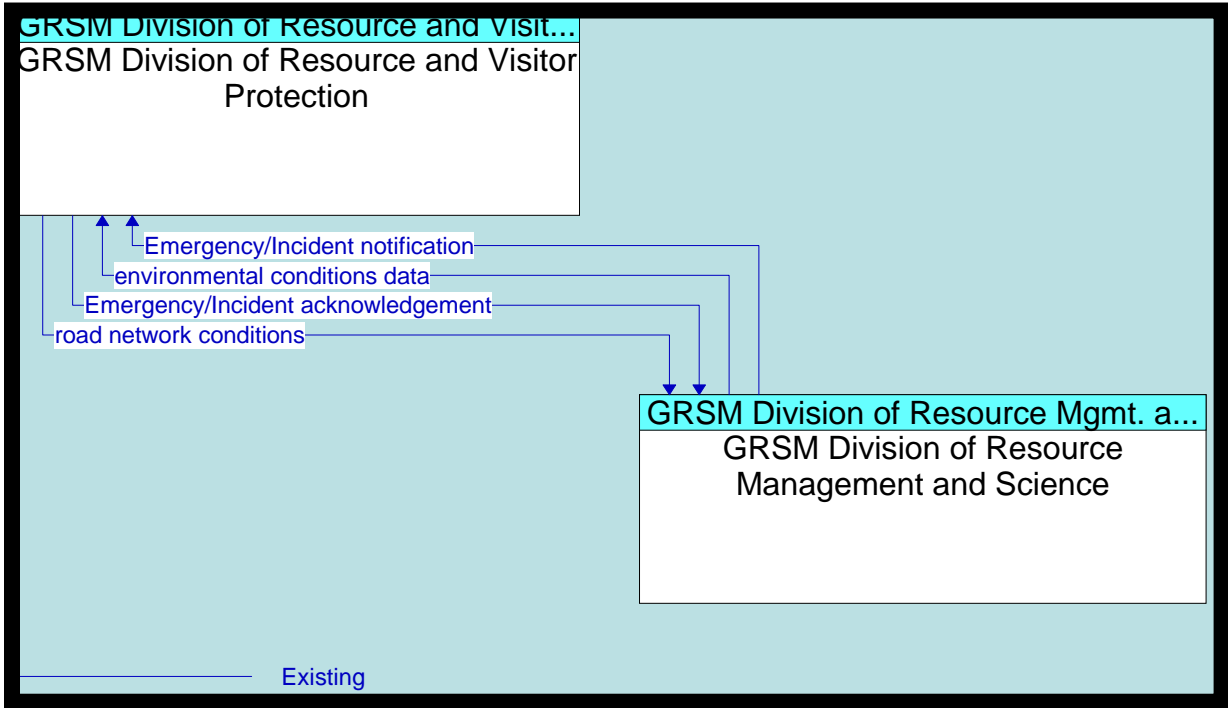 GRSM Division of Resource and Visit...
GRSM Division of Resource and Visitor
Protection
Emergency/Incident notification
environmental conditions data
Emergency/Incident acknowledgement
road network conditions
GRSM Division of Resource Mgmt. a...
GRSM Division of Resource
Management and Science
Existing